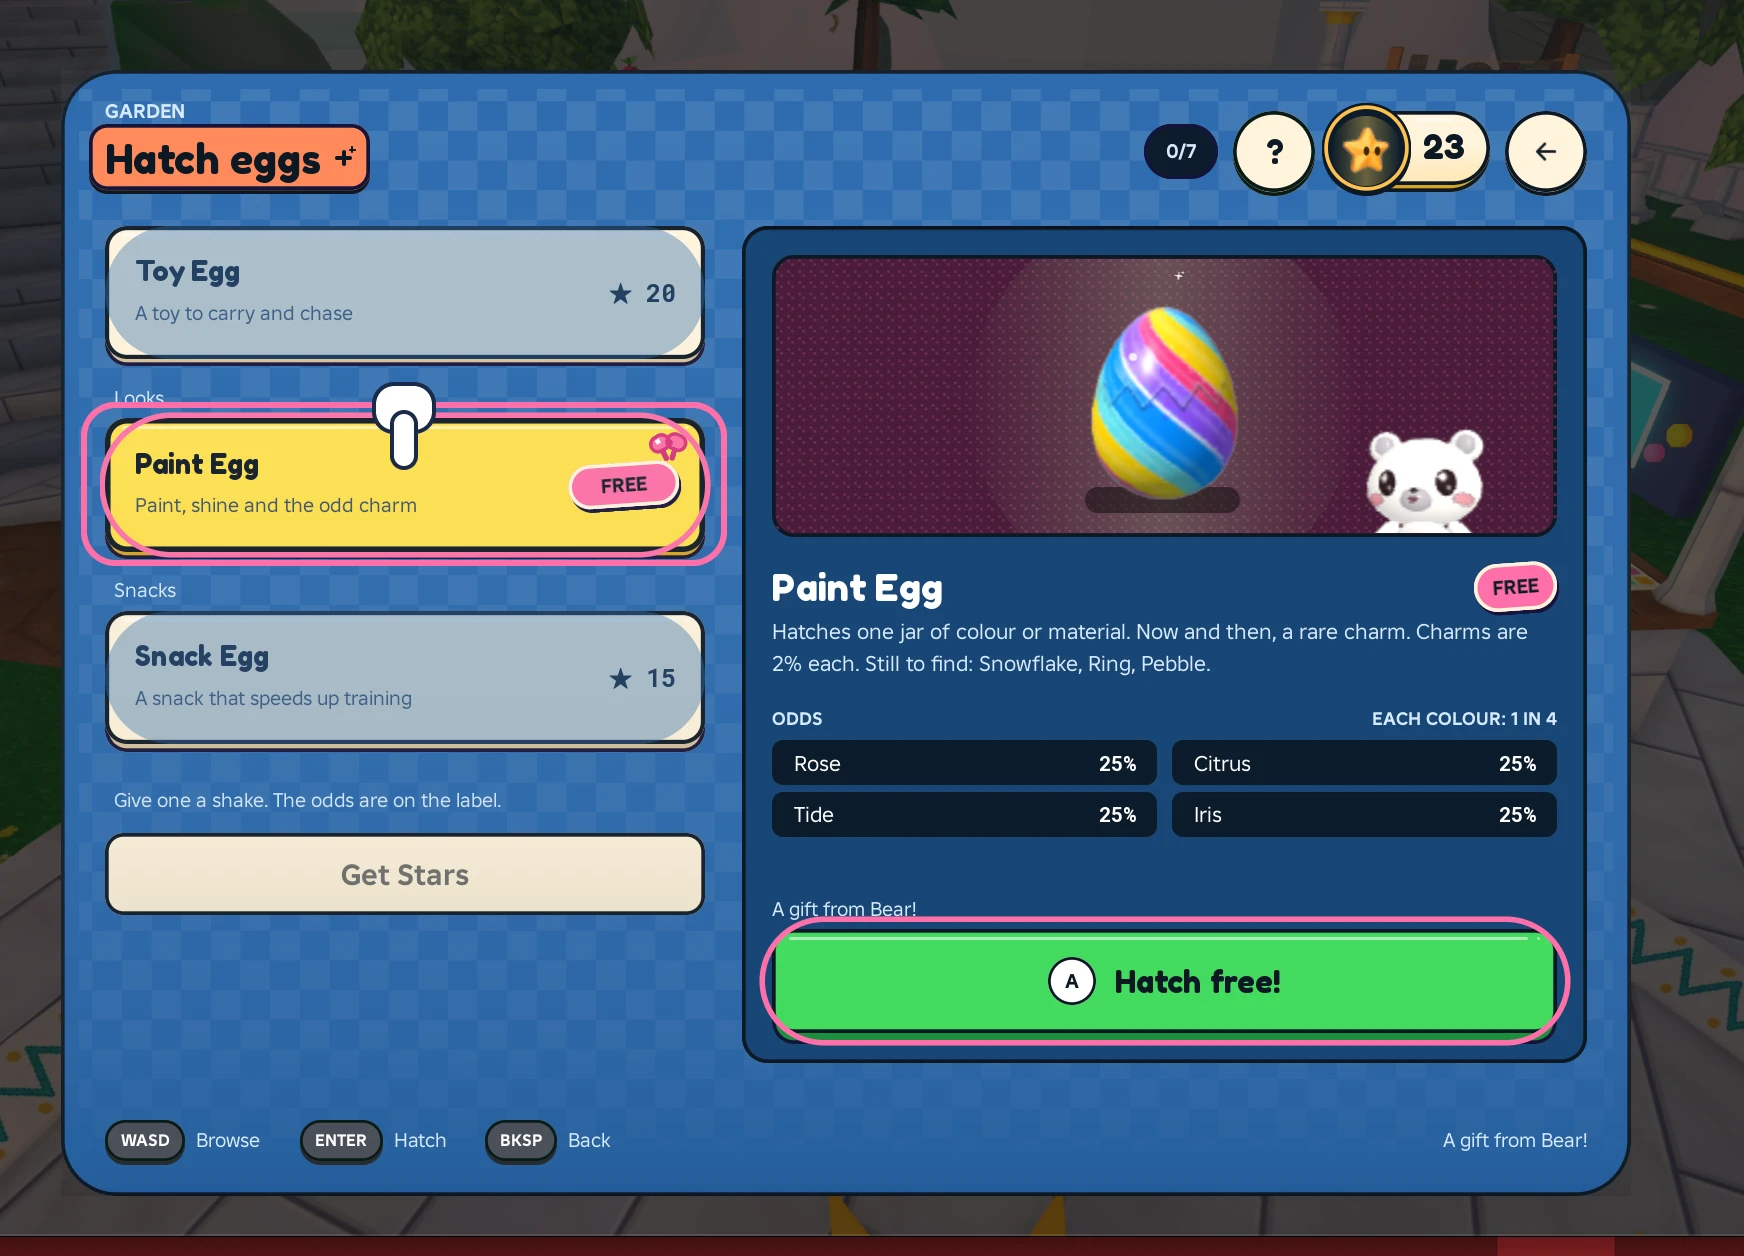 GARDEN
Hatch eggs
0/7
?
23
Toy Egg
A toy to carry and chase
★ 20
Looks
Paint Egg
Paint, shine and the odd charm
FREE
Snacks
Snack Egg
A snack that speeds up training
★ 15
Give one a shake. The odds are on the label.
Get Stars
Paint Egg
FREE
Hatches one jar of colour or material. Now and then, a rare charm. Charms are
2% each. Still to find: Snowflake, Ring, Pebble.
ODDS
EACH COLOUR: 1 IN 4
Rose 25%
Citrus 25%
Tide 25%
Iris 25%
A gift from Bear!
A Hatch free!
WASD Browse
ENTER Hatch
BKSP Back
A gift from Bear!